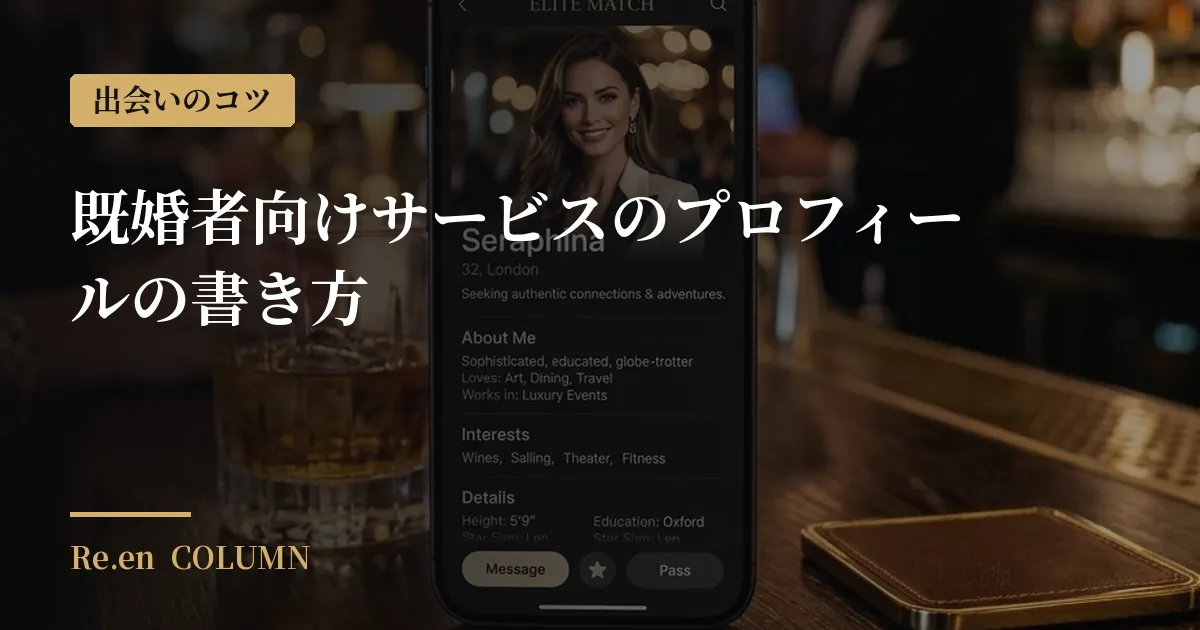 ELITE MATCH
出会いのコツ
既婚者向けサービスのプロフィー
ルの書き方
Seraphina
32, London
Seeking authentic connections & adventures.
About Me
Sophisticated, educated, globe-trotter
Loves: Art, Dining, Travel
Works in: Luxury Events
Interests
Wines, Salling, Theater, Fitness
Details
Height: 5'9"
Education: Oxford
Message
Pass
Re.en COLUMN